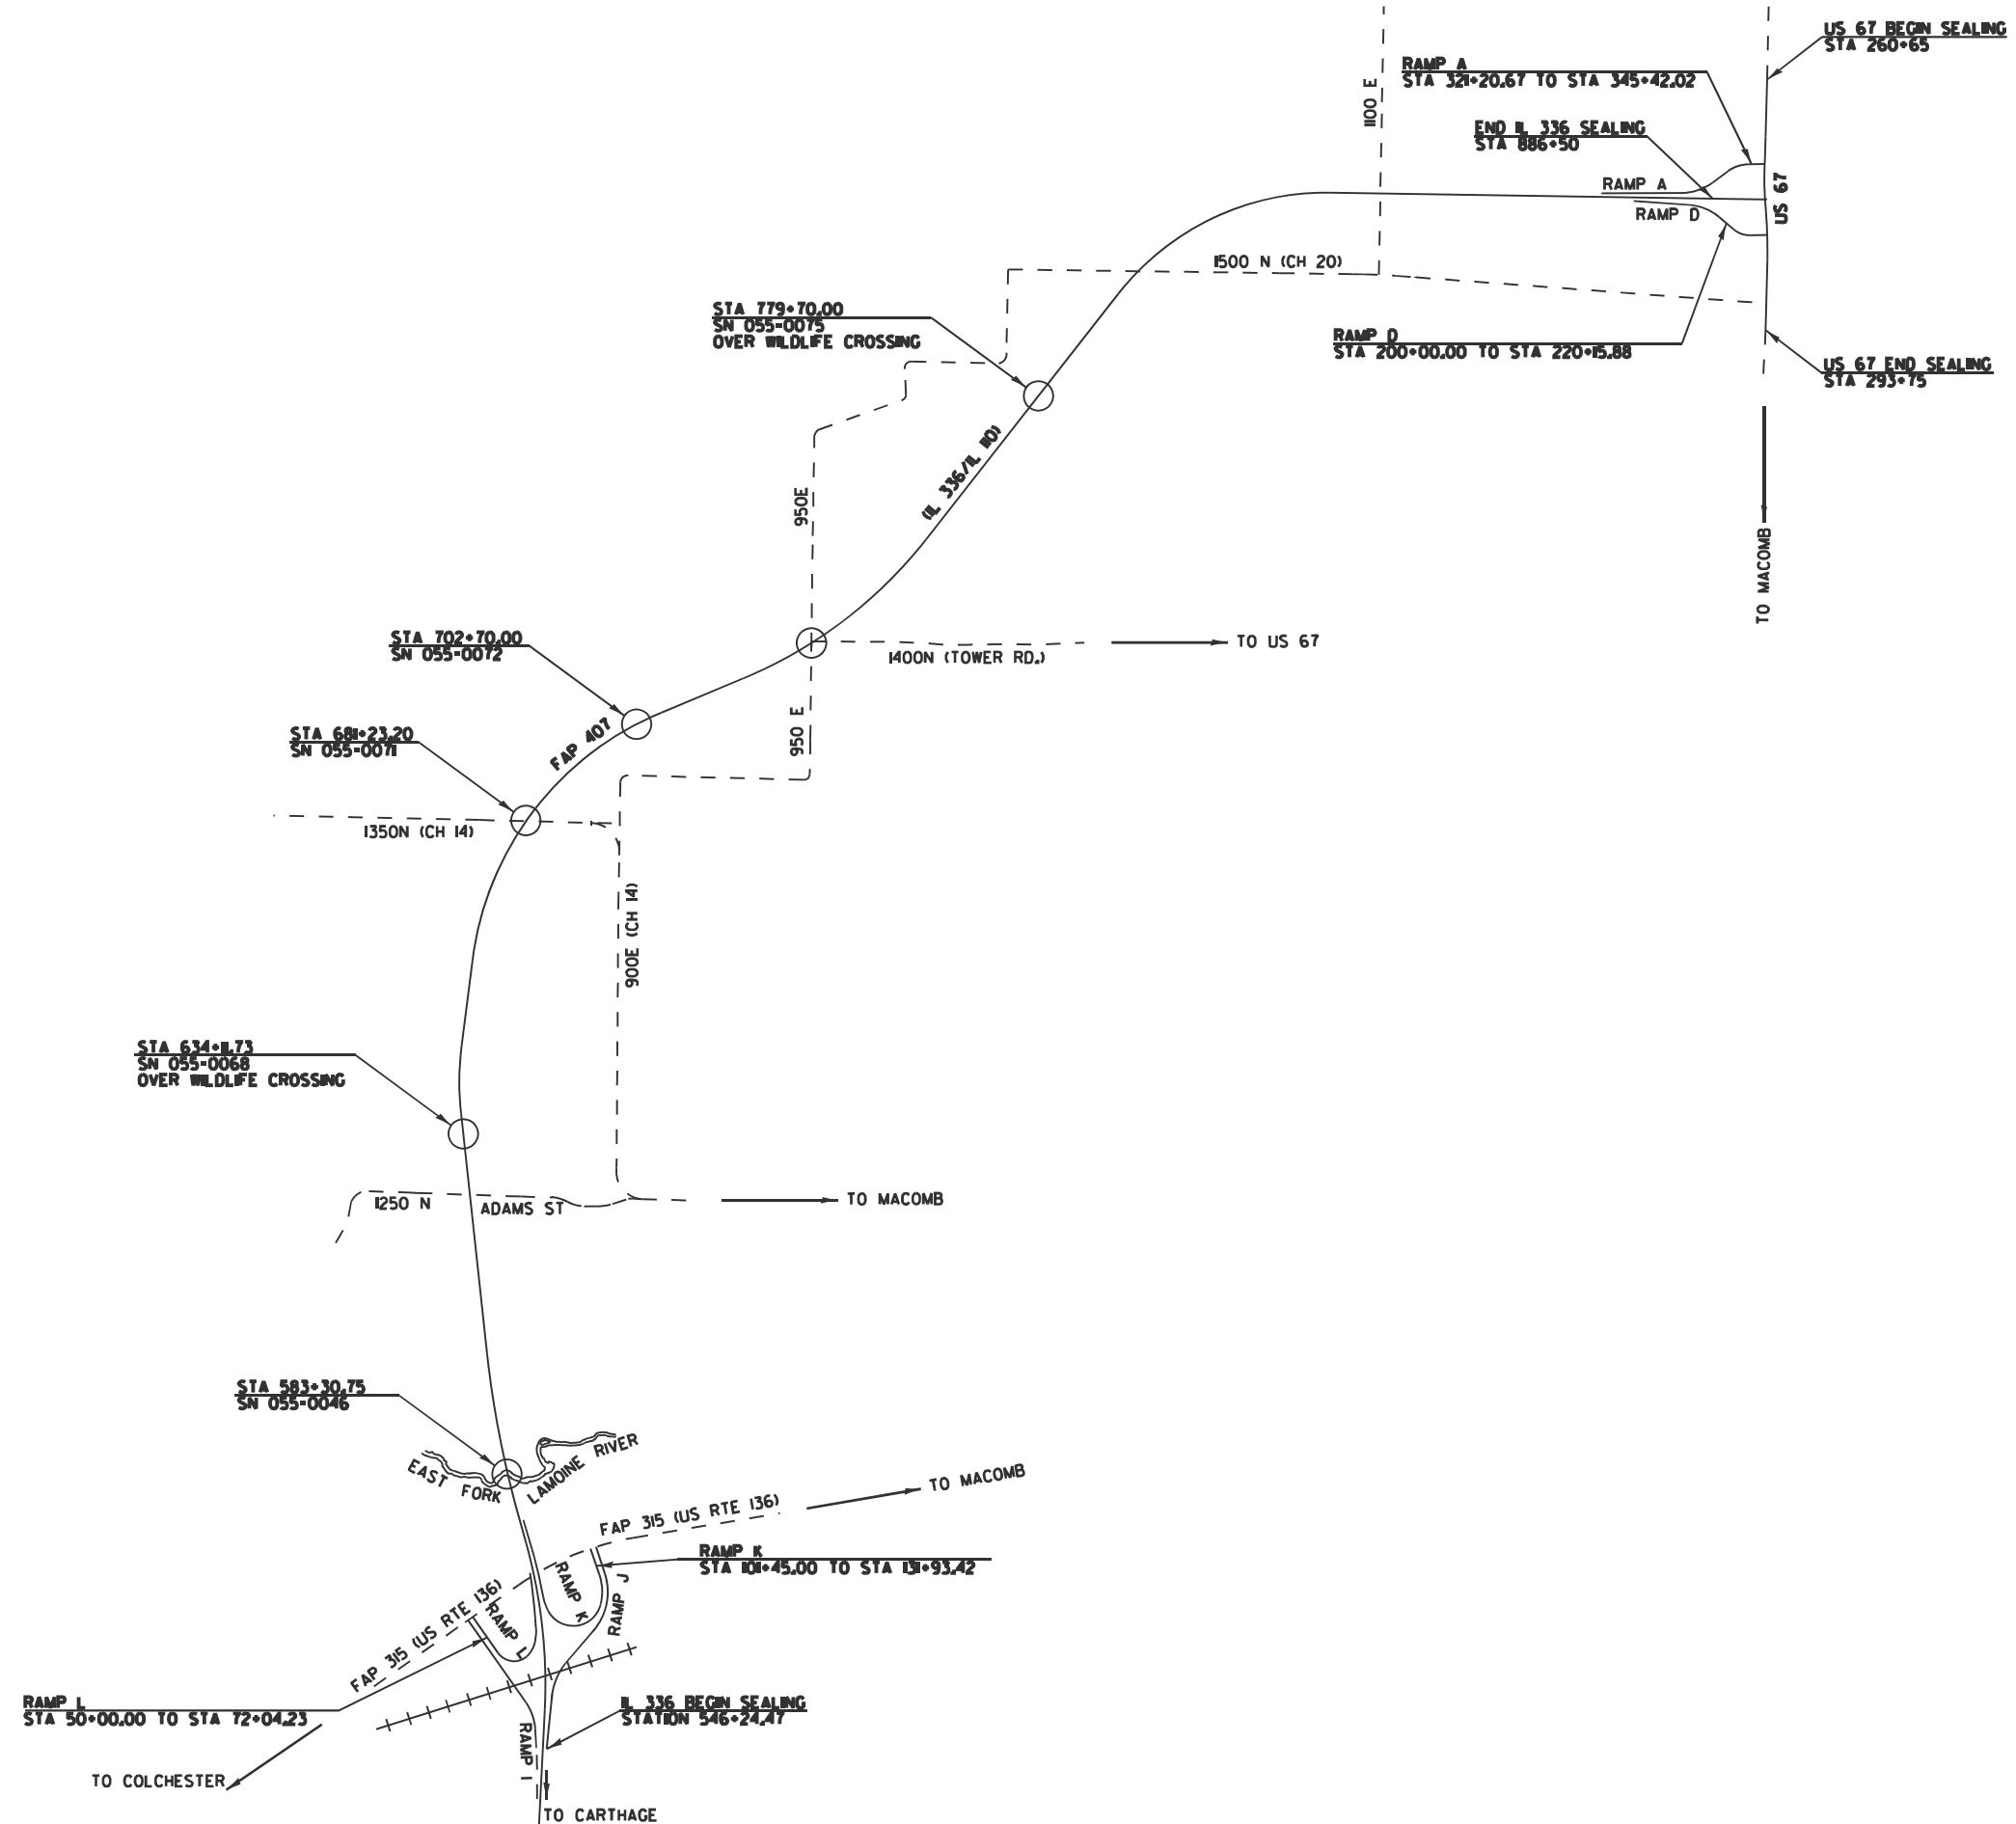 US 67 BEGIN SEALING
STA 260+65
RAMP A
STA 321+20.67 TO STA 345+42.02
1100 E
END IL 336 SEALING
STA 886+50
RAMP A
US 67
RAMP D
1500 N (CH 20)
STA 779+70.00
SN 055-0075
OVER WILDLIFE CROSSING
RAMP D
STA 200+00.00 TO STA 220+15.88
US 67 END SEALING
STA 293+75
(IL 336/IL 110)
950E
TO MACOMB
STA 702+70.00
SN 055-0072
TO US 67
1400N (TOWER RD.)
950 E
FAP 407
STA 681+23.20
SN 055-0071
1350N (CH 14)
900E (CH 14)
STA 634+11.73
SN 055-0068
OVER WILDLIFE CROSSING
1250 N
ADAMS ST
TO MACOMB
STA 583+30.75
SN 055-0046
EAST FORK LAMOINE RIVER
TO MACOMB
FAP 315 (US RTE 136)
RAMP K
STA 101+45.00 TO STA 131+93.42
RAMP K
RAMP J
FAP 315 (US RTE 136)
RAMP L
RAMP L
STA 50+00.00 TO STA 72+04.23
IL 336 BEGIN SEALING
STATION 546+24.47
RAMP I
TO COLCHESTER
TO CARTHAGE